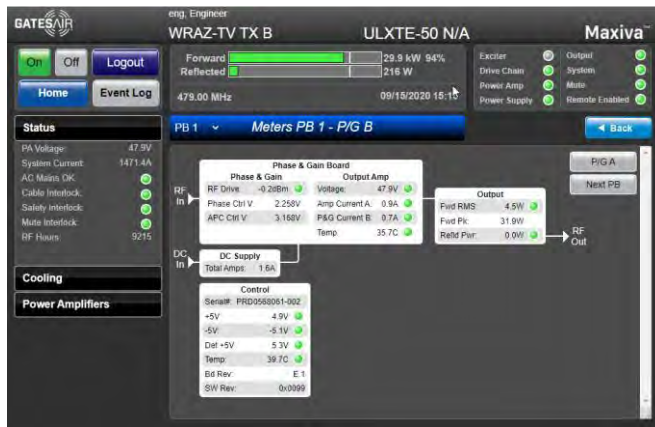 GATESAIR
eng, Engineer
WRAZ-TV TX B
ULXTE-50 N/A
Maxiva
On
Off
Logout
Home
Event Log
Forward
29.9 kW 94%
Reflected
216 W
479.00 MHz
09/15/2020 15:15
Exciter
Drive Chain
Power Amp
Power Supply
Output
System
Mute
Remote Enabled
Status
PA Voltage: 47.9V
System Current: 1471.4A
AC Mains OK:
Cable Interlock:
Safety Interlock:
Mute Interlock:
RF Hours: 9215
Cooling
Power Amplifiers
PB 1
Meters PB 1 - P/G B
Back
P/G A
Next PB
Phase & Gain Board
Phase & Gain
Output Amp
RF In
RF Drive: -0.2dBm
Phase Ctrl V: 2.258V
APC Ctrl V: 3.168V
Voltage: 47.9V
Amp Current A: 0.9A
P&G Current B: 0.7A
Temp: 35.7C
Output
Fwd RMS: 4.5W
Fwd Pk: 31.9W
Refld Pwr: 0.0W
RF Out
DC In
DC Supply
Total Amps: 1.6A
Control
Serial#: PRD0568061-002
+5V 4.9V
-5V: -5.1V
Det +5V 5.3V
Temp: 39.7C
Bd Rev: E.1
SW Rev: 0x0099